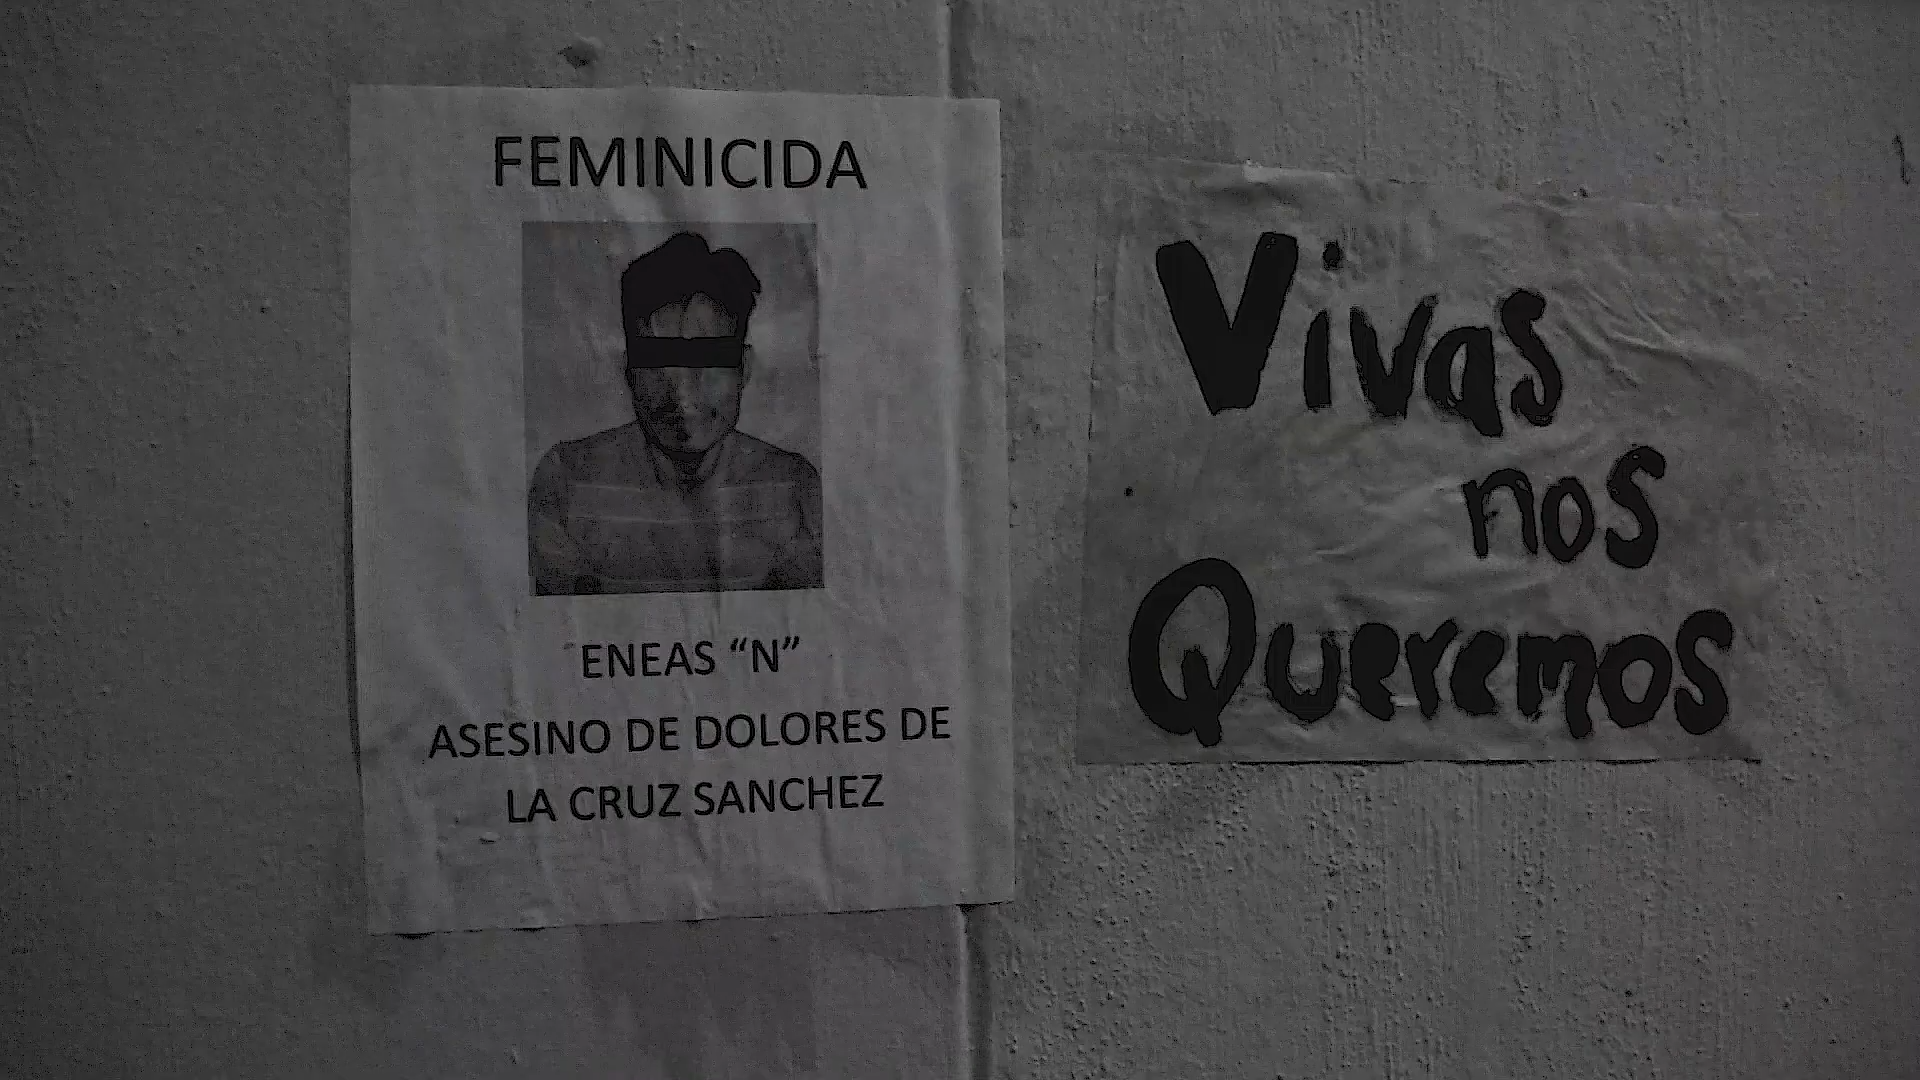 FEMINICIDA
ENEAS “N”
ASESINO DE DOLORES DE
LA CRUZ SANCHEZ
Vivas
nos
Queremos